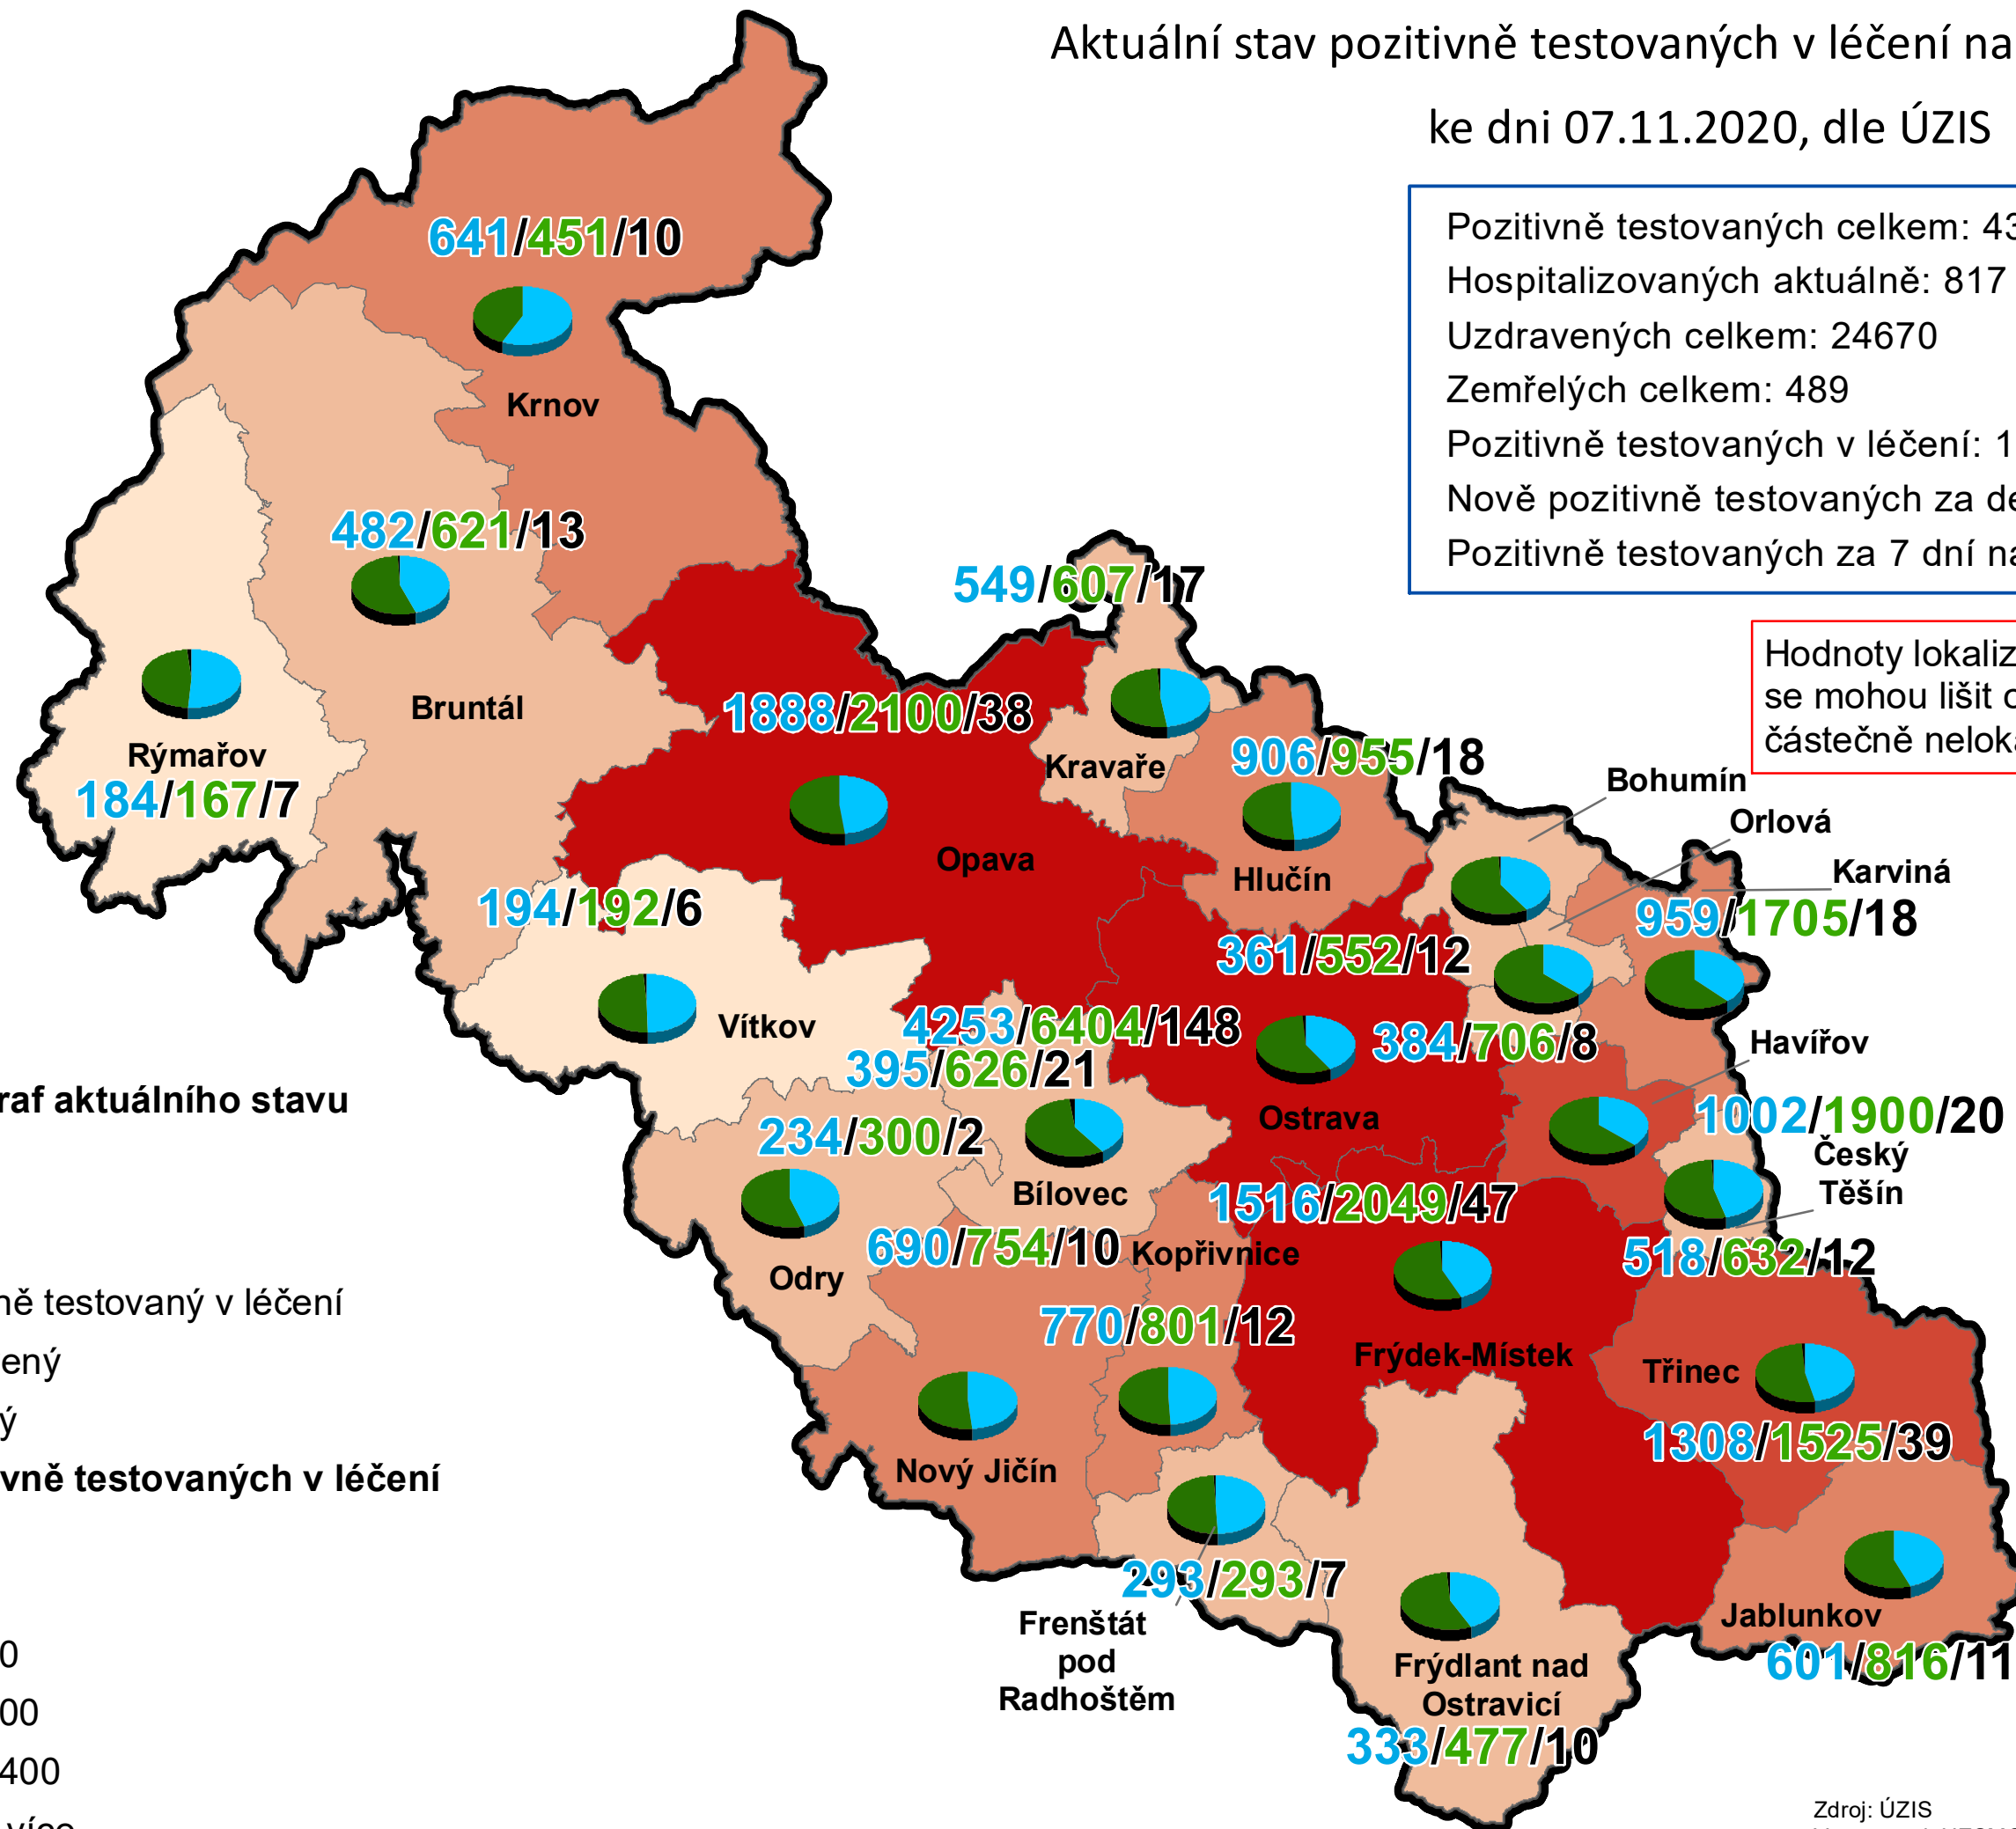 Aktuální stav pozitivně testovaných v léčení na
ke dni 07.11.2020, dle ÚZIS
Pozitivně testovaných celkem: 43
Hospitalizovaných aktuálně: 817
Uzdravených celkem: 24670
Zemřelých celkem: 489
Pozitivně testovaných v léčení: 1
Nově pozitivně testovaných za de
Pozitivně testovaných za 7 dní na
Hodnoty lokaliz
se mohou lišit o
částečně neloka
641/451/10
Krnov
482/621/13
Bruntál
Rýmařov
184/167/7
549/607/17
Kravaře
1888/2100/38
Opava
906/955/18
Hlučín
Bohumín
Orlová
Karviná
959/1705/18
194/192/6
Vítkov
361/552/12
4253/6404/148
384/706/8
395/626/21
Ostrava
Havířov
1002/1900/20
Český
Těšín
518/632/12
234/300/2
Odry
Bílovec
1516/2049/47
690/754/10
Kopřivnice
770/801/12
Frýdek-Místek
Třinec
1308/1525/39
Nový Jičín
293/293/7
Frenštát
pod
Radhoštěm
Jablunkov
601/816/11
Frýdlant nad
Ostravicí
333/477/10
raf aktuálního stavu
ně testovaný v léčení
ený
ý
vně testovaných v léčení
0
00
400
Zdroj: ÚZIS